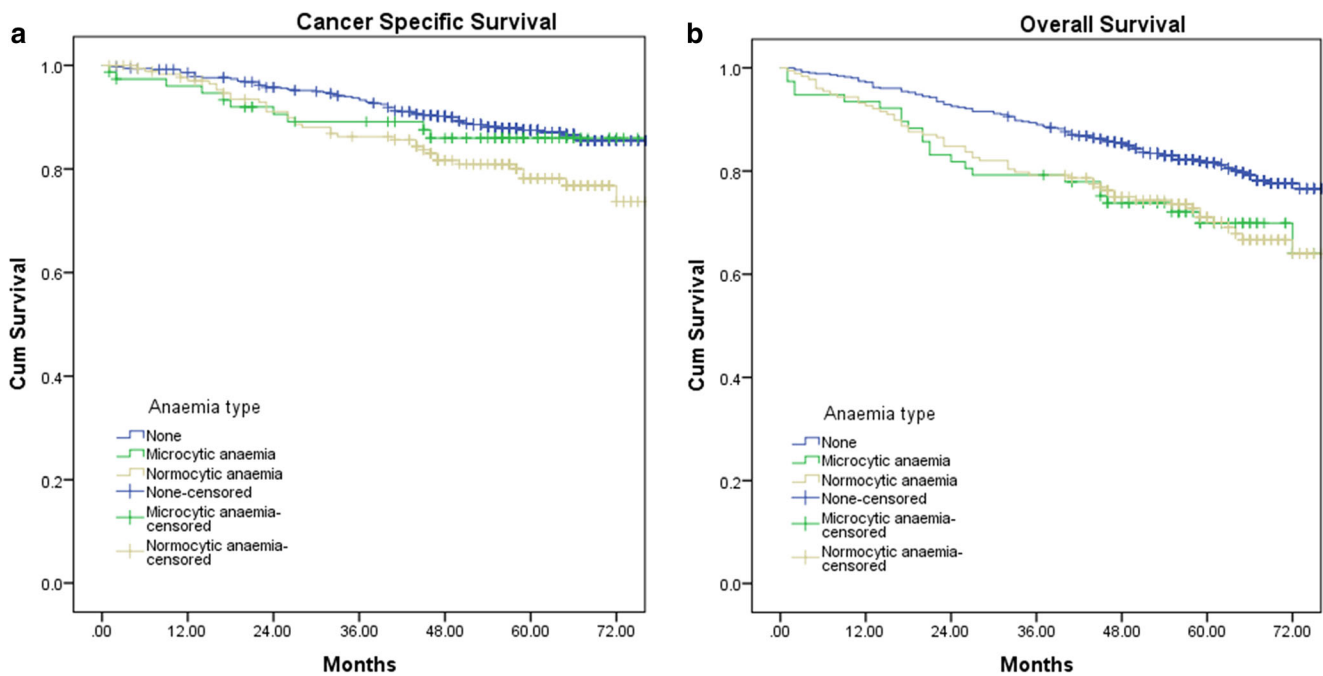 a
Cancer Specific Survival
1.0
0.8
0.6
0.4
0.2
0.0
Cum Survival
Anaemia type
None
Microcytic anaemia
Normocytic anaemia
None-censored
Microcytic anaemia-
censored
Normocytic anaemia-
censored
.00 12.00 24.00 36.00 48.00 60.00 72.00
Months
b
Overall Survival
1.0
0.8
0.6
0.4
0.2
0.0
Cum Survival
Anaemia type
None
Microcytic anaemia
Normocytic anaemia
None-censored
Microcytic anaemia-
censored
Normocytic anaemia-
censored
.00 12.00 24.00 36.00 48.00 60.00 72.00
Months